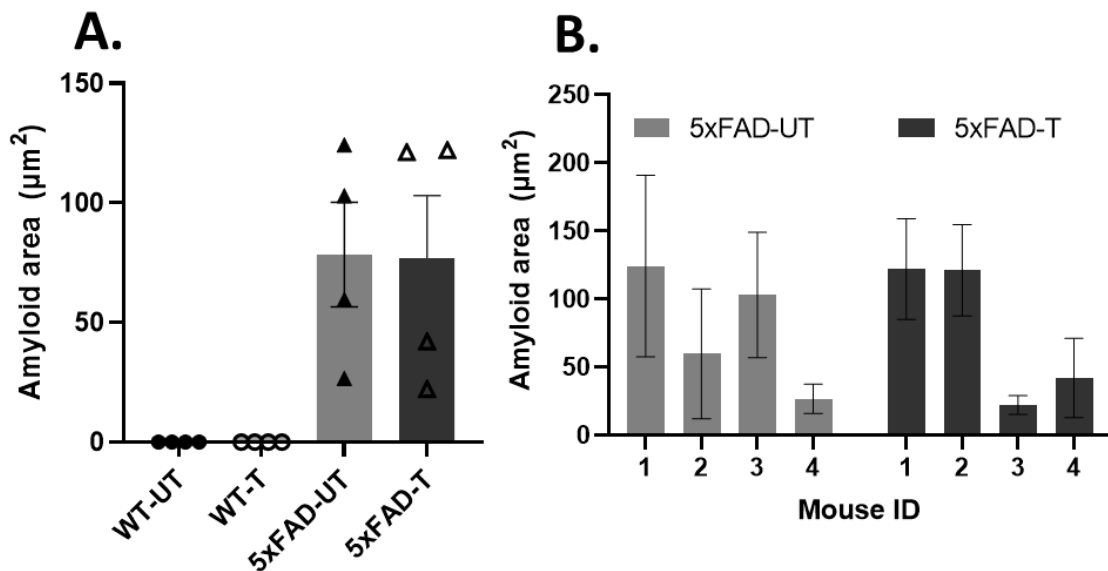 A.
Amyloid area (µm²)
150
100
50
0
WT-UT
WT-T
5xFAD-UT
5xFAD-T
B.
Amyloid area (µm²)
250
200
150
100
50
0
5xFAD-UT
5xFAD-T
1 2 3 4 1 2 3 4
Mouse ID